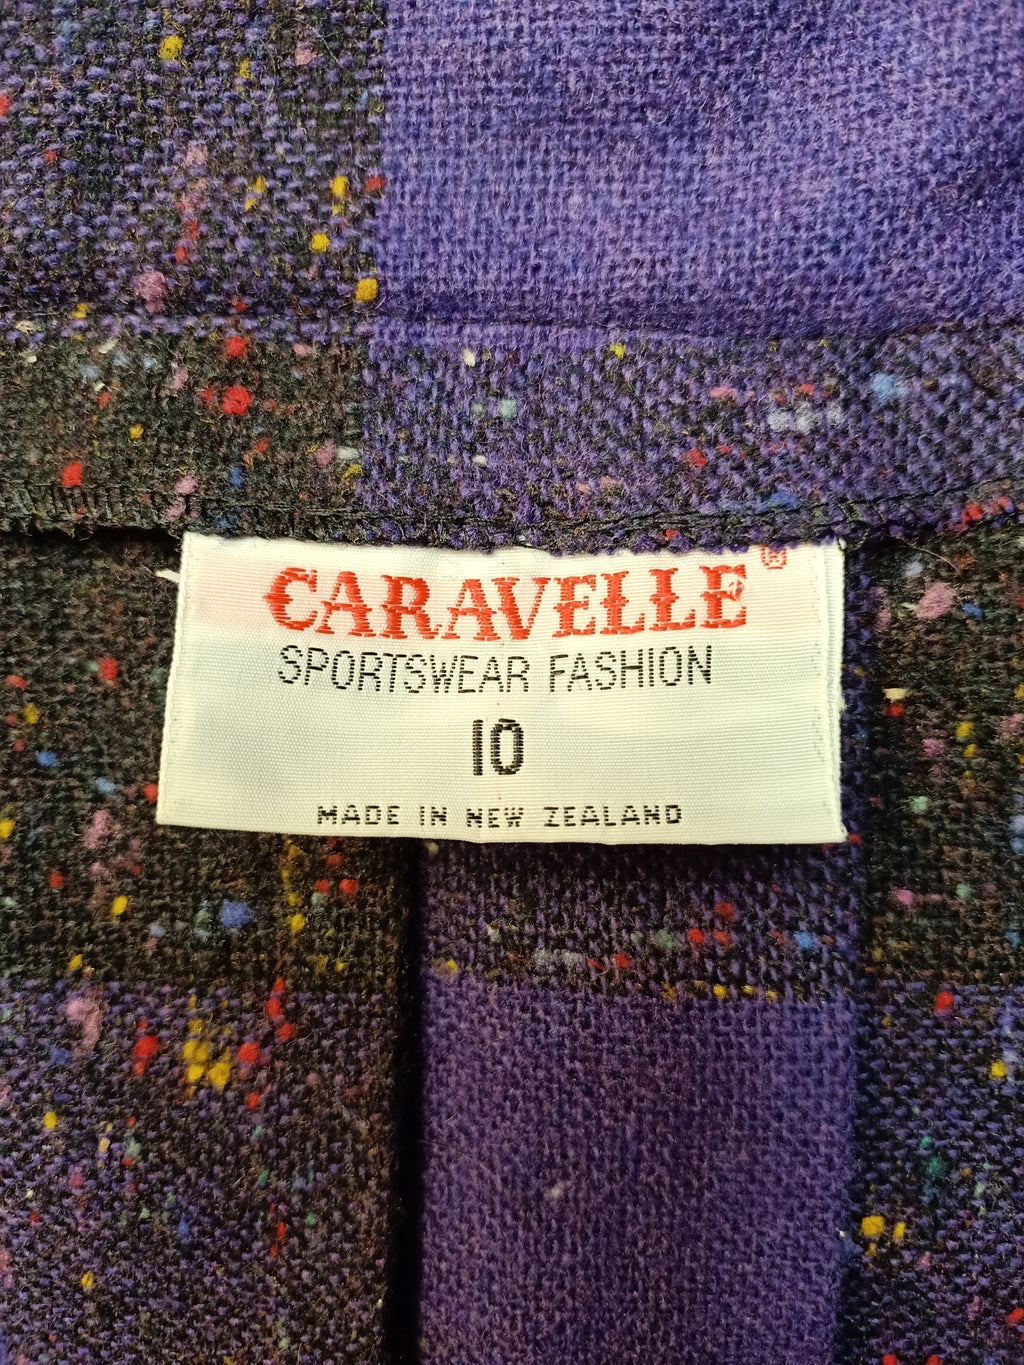 CARAVELLE®
SPORTSWEAR FASHION
10
MADE IN NEW ZEALAND